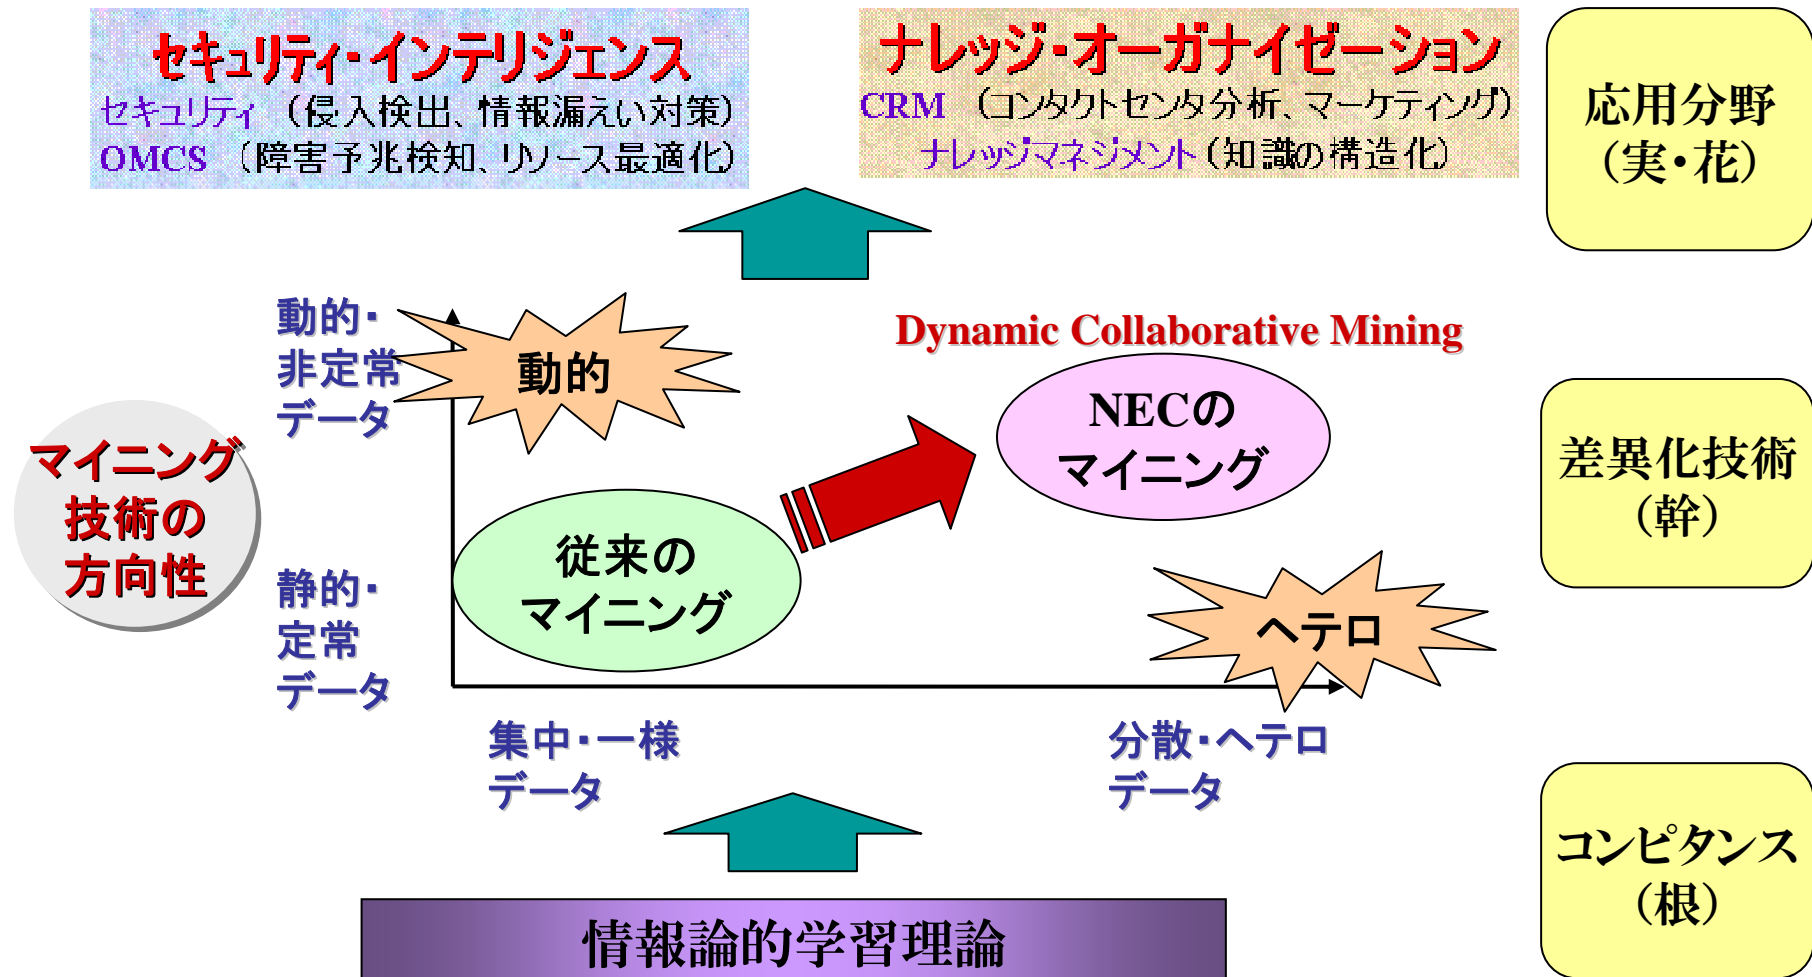 セキュリティ・インテリジェンス
セキュリティ （侵入検出、情報漏えい対策）
OMCS （障害予兆検知、リソース最適化）
ナレッジ・オーガナイゼーション
CRM （コンタクトセンタ分析、マーケティング）
ナレッジマネジメント（知識の構造化）
応用分野
（実・花）
動的・
非定常
データ
動的
Dynamic Collaborative Mining
NECの
マイニング
差異化技術
（幹）
マイニング
技術の
方向性
従来の
マイニング
静的・
定常
データ
ヘテロ
集中・一様
データ
分散・ヘテロ
データ
コンピタンス
（根）
情報論的学習理論